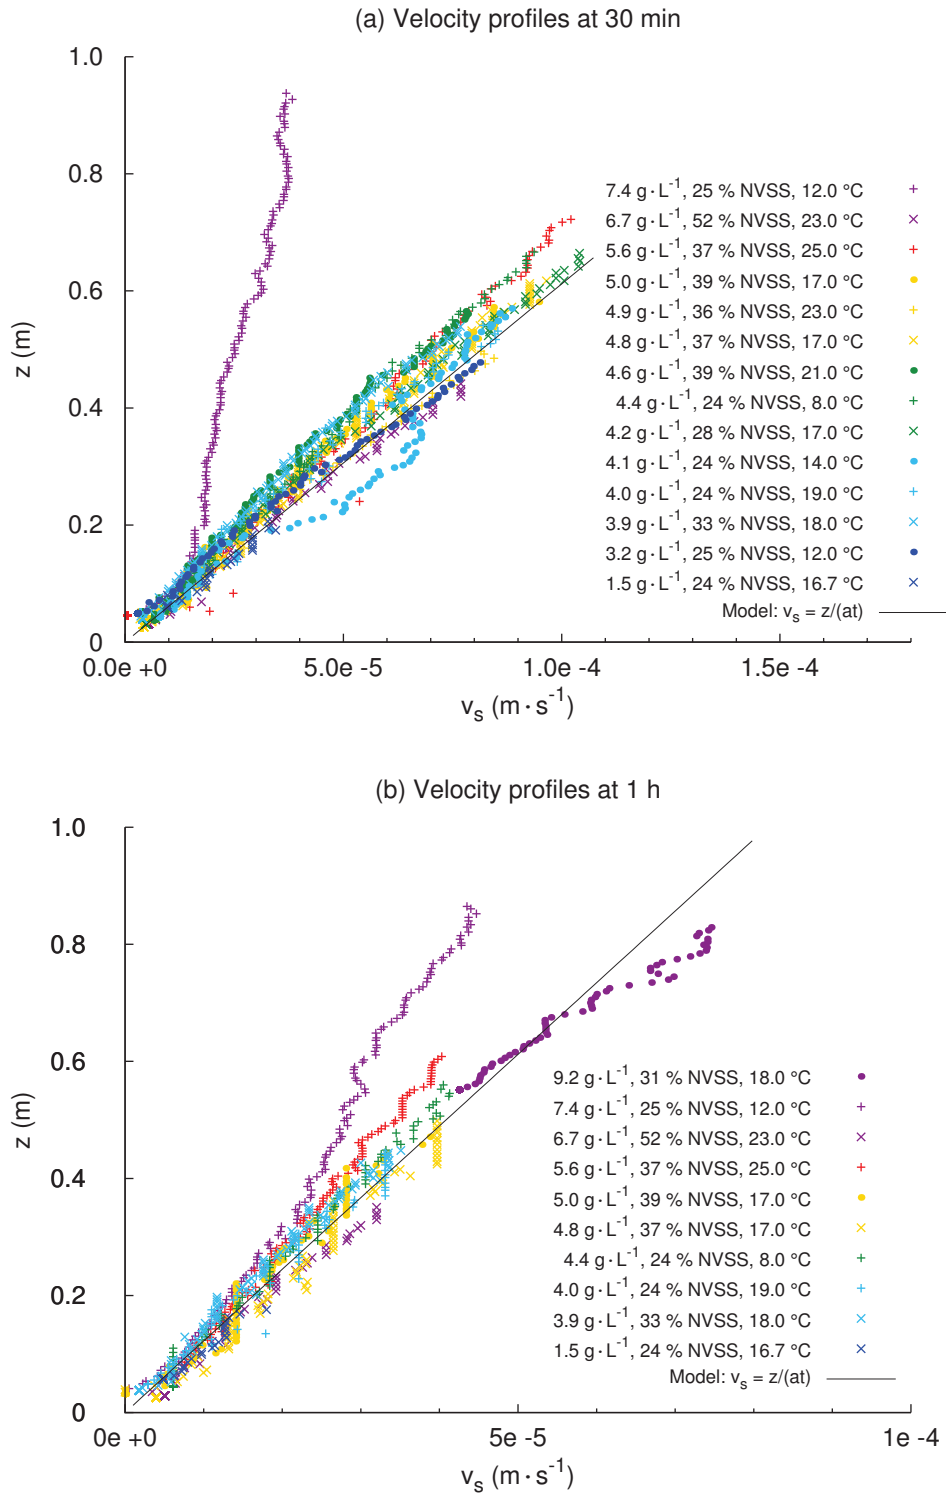 (a) Velocity profiles at 30 min
1.0
0.8
0.6
0.4
0.2
0
z (m)
7.4 g·L⁻¹, 25 % NVSS, 12.0 °C
6.7 g·L⁻¹, 52 % NVSS, 23.0 °C
5.6 g·L⁻¹, 37 % NVSS, 25.0 °C
5.0 g·L⁻¹, 39 % NVSS, 17.0 °C
4.9 g·L⁻¹, 36 % NVSS, 23.0 °C
4.8 g·L⁻¹, 37 % NVSS, 17.0 °C
4.6 g·L⁻¹, 39 % NVSS, 21.0 °C
4.4 g·L⁻¹, 24 % NVSS, 8.0 °C
4.2 g·L⁻¹, 28 % NVSS, 17.0 °C
4.1 g·L⁻¹, 24 % NVSS, 14.0 °C
4.0 g·L⁻¹, 24 % NVSS, 19.0 °C
3.9 g·L⁻¹, 33 % NVSS, 18.0 °C
3.2 g·L⁻¹, 25 % NVSS, 12.0 °C
1.5 g·L⁻¹, 24 % NVSS, 16.7 °C
Model: vₛ = z/(at)
0.0e +0 5.0e -5 1.0e -4 1.5e -4
vₛ (m·s⁻¹)
(b) Velocity profiles at 1 h
1.0
0.8
0.6
0.4
0.2
0
z (m)
9.2 g·L⁻¹, 31 % NVSS, 18.0 °C
7.4 g·L⁻¹, 25 % NVSS, 12.0 °C
6.7 g·L⁻¹, 52 % NVSS, 23.0 °C
5.6 g·L⁻¹, 37 % NVSS, 25.0 °C
5.0 g·L⁻¹, 39 % NVSS, 17.0 °C
4.8 g·L⁻¹, 37 % NVSS, 17.0 °C
4.4 g·L⁻¹, 24 % NVSS, 8.0 °C
4.0 g·L⁻¹, 24 % NVSS, 19.0 °C
3.9 g·L⁻¹, 33 % NVSS, 18.0 °C
1.5 g·L⁻¹, 24 % NVSS, 16.7 °C
Model: vₛ = z/(at)
0e +0 5e -5 1e -4
vₛ (m·s⁻¹)